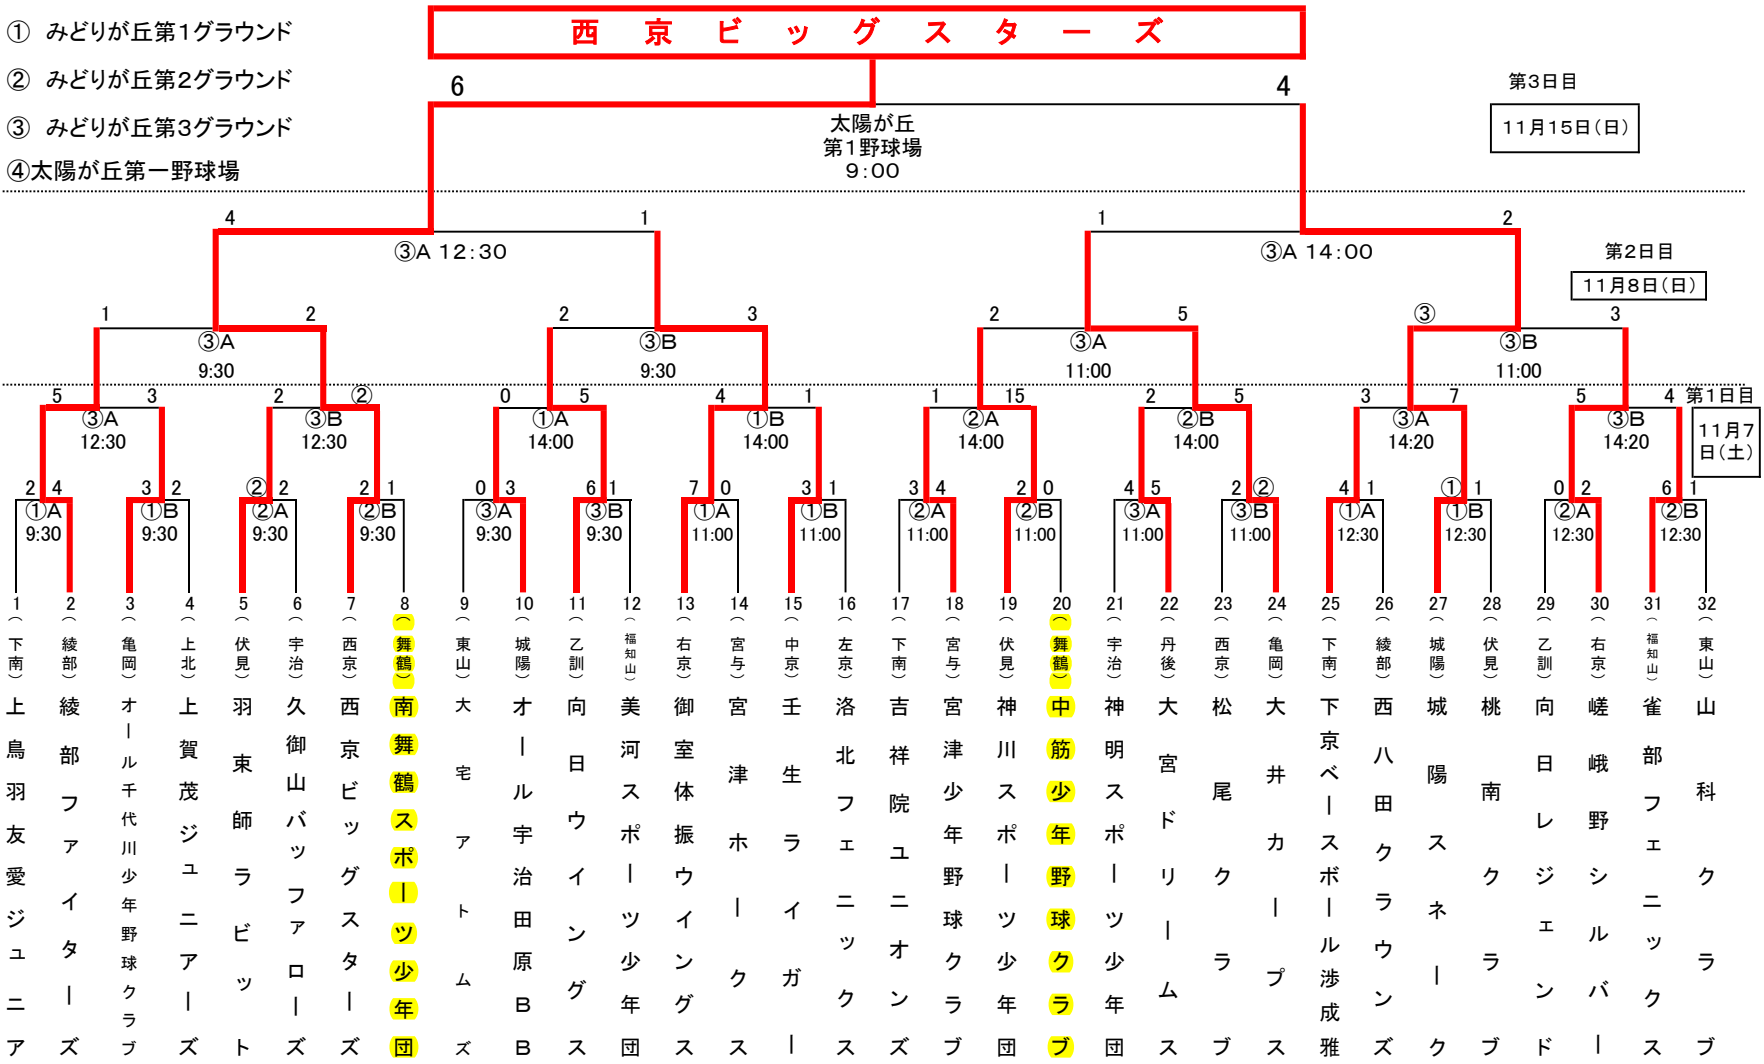 ① みどりが丘第1グラウンド
② みどりが丘第2グラウンド
③ みどりが丘第3グラウンド
④太陽が丘第一野球場
西京ビッグスターズ
6
4
太陽が丘
第1野球場
9:00
第3日目
11月15日(日)
4
1
1
2
③A 12:30
③A 14:00
第2日目
11月8日(日)
1
2
2
3
2
5
③
3
③A
③B
③A
③B
9:30
9:30
11:00
11:00
5
3
2
②
0
5
4
1
1
15
2
5
3
7
5
4
第1日目
11月7
日(土)
③A
③B
①A
①B
②A
②B
③A
③B
12:30
12:30
14:00
14:00
14:00
14:00
14:20
14:20
2 4
3 2
② 2
2 1
0 3
6 1
7 0
3 1
3 4
2 0
4 5
2 ②
4 1
① 1
0 2
6 1
①A
①B
②A
②B
③A
③B
①A
①B
②A
②B
③A
③B
①A
①B
②A
②B
9:30
9:30
9:30
9:30
9:30
9:30
11:00
11:00
11:00
11:00
11:00
11:00
12:30
12:30
12:30
12:30
1 (下南) 上鳥羽友愛ジュニア
2 (綾部) 綾部ファイターズ
3 (亀岡) オール千代川少年野球クラブ
4 (上北) 上賀茂ジュニアーズ
5 (伏見) 羽束師ラビット
6 (宇治) 久御山バッファローズ
7 (西京) 西京ビッグスターズ
8 (舞鶴) 南舞鶴スポーツ少年団
9 (東山) 大宅アトムズ
10 (城陽) オール宇治田原BB
11 (乙訓) 向日ウイングス
12 (福知山) 美河スポーツ少年団
13 (右京) 御室体振ウイングス
14 (宮与) 宮津ホークス
15 (中京) 壬生ライガー
16 (左京) 洛北フェニックス
17 (下南) 吉祥院ユニオンズ
18 (宮与) 宮津少年野球クラブ
19 (伏見) 神川スポーツ少年団
20 (舞鶴) 中筋少年野球クラブ
21 (宇治) 神明スポーツ少年団
22 (丹後) 大宮ドリームス
23 (西京) 松尾クラブ
24 (亀岡) 大井カープス
25 (下南) 下京ベースボール渉成雅
26 (綾部) 西八田クラウンズ
27 (城陽) 城陽スネーク
28 (伏見) 桃南クラブ
29 (乙訓) 向日レジェンド
30 (右京) 嵯峨野シルバー
31 (福知山) 雀部フェニックス
32 (東山) 山科クラブ